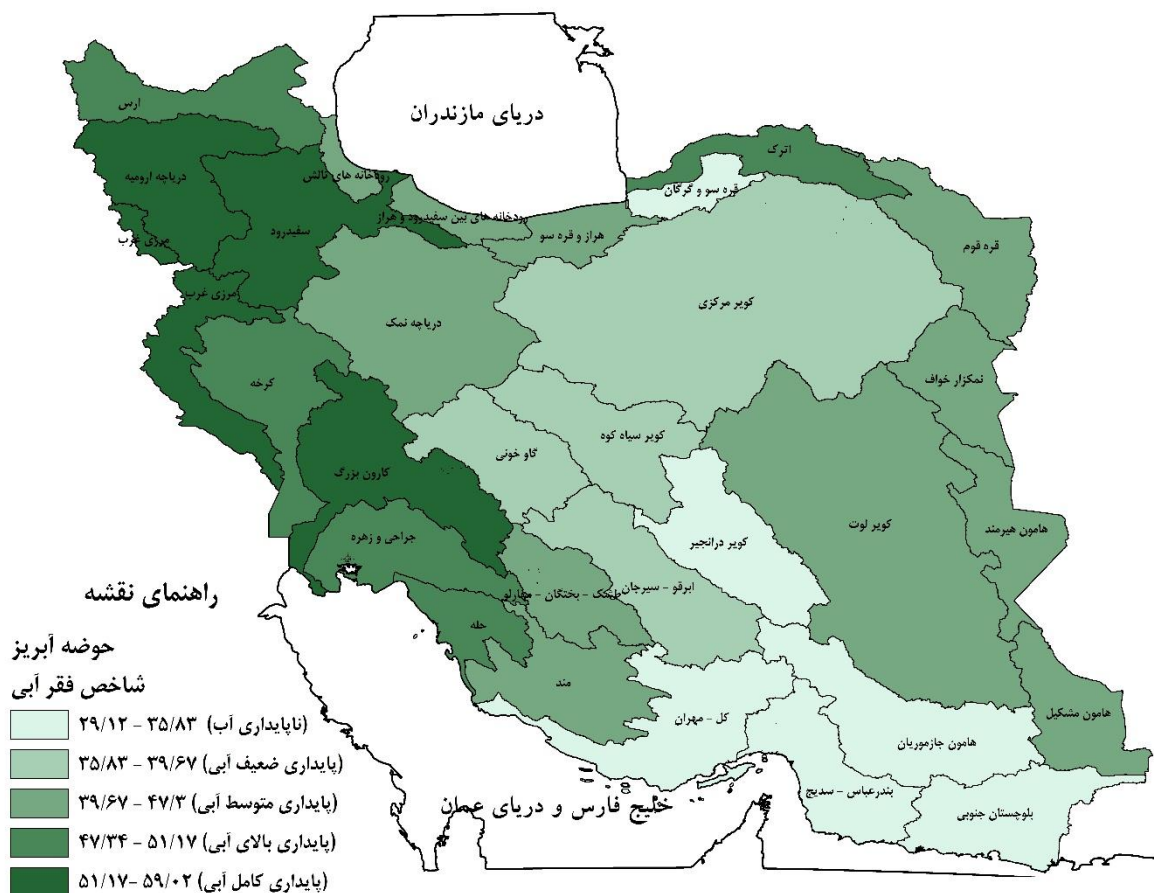 دریای مازندران
ارس
اترک
دریاچه ارومیه
رودخانه های تالش
قره سو و گرگان
مرزی غرب
سفیدرود
رودخانه های بین سفیدرود و هراز
هراز و قره سو
قره قوم
مرزی غرب
دریاچه نمک
کویر مرکزی
کرخه
نمکزار خواف
کویر سیاه کوه
گاو خونی
کارون بزرگ
کویر لوت
هامون هیرمند
جراحی و زهره
کویر درانجیر
طشک - بختگان - مهارلو
ابرقو - سیرجان
حله
مند
کل - مهران
هامون جازموریان
هامون مشکیل
بندرعباس - سدیج
بلوچستان جنوبی
خلیج فارس و دریای عمان
راهنمای نقشه
حوضه آبریز
شاخص فقر آبی
(ناپایداری آب) ۲۹/۱۲ - ۳۵/۸۳
(پایداری ضعیف آبی) ۳۵/۸۳ - ۳۹/۶۷
(پایداری متوسط آبی) ۳۹/۶۷ - ۴۷/۳
(پایداری بالای آبی) ۴۷/۳۴ - ۵۱/۱۷
(پایداری کامل آبی) ۵۱/۱۷ -۵۹/۰۲